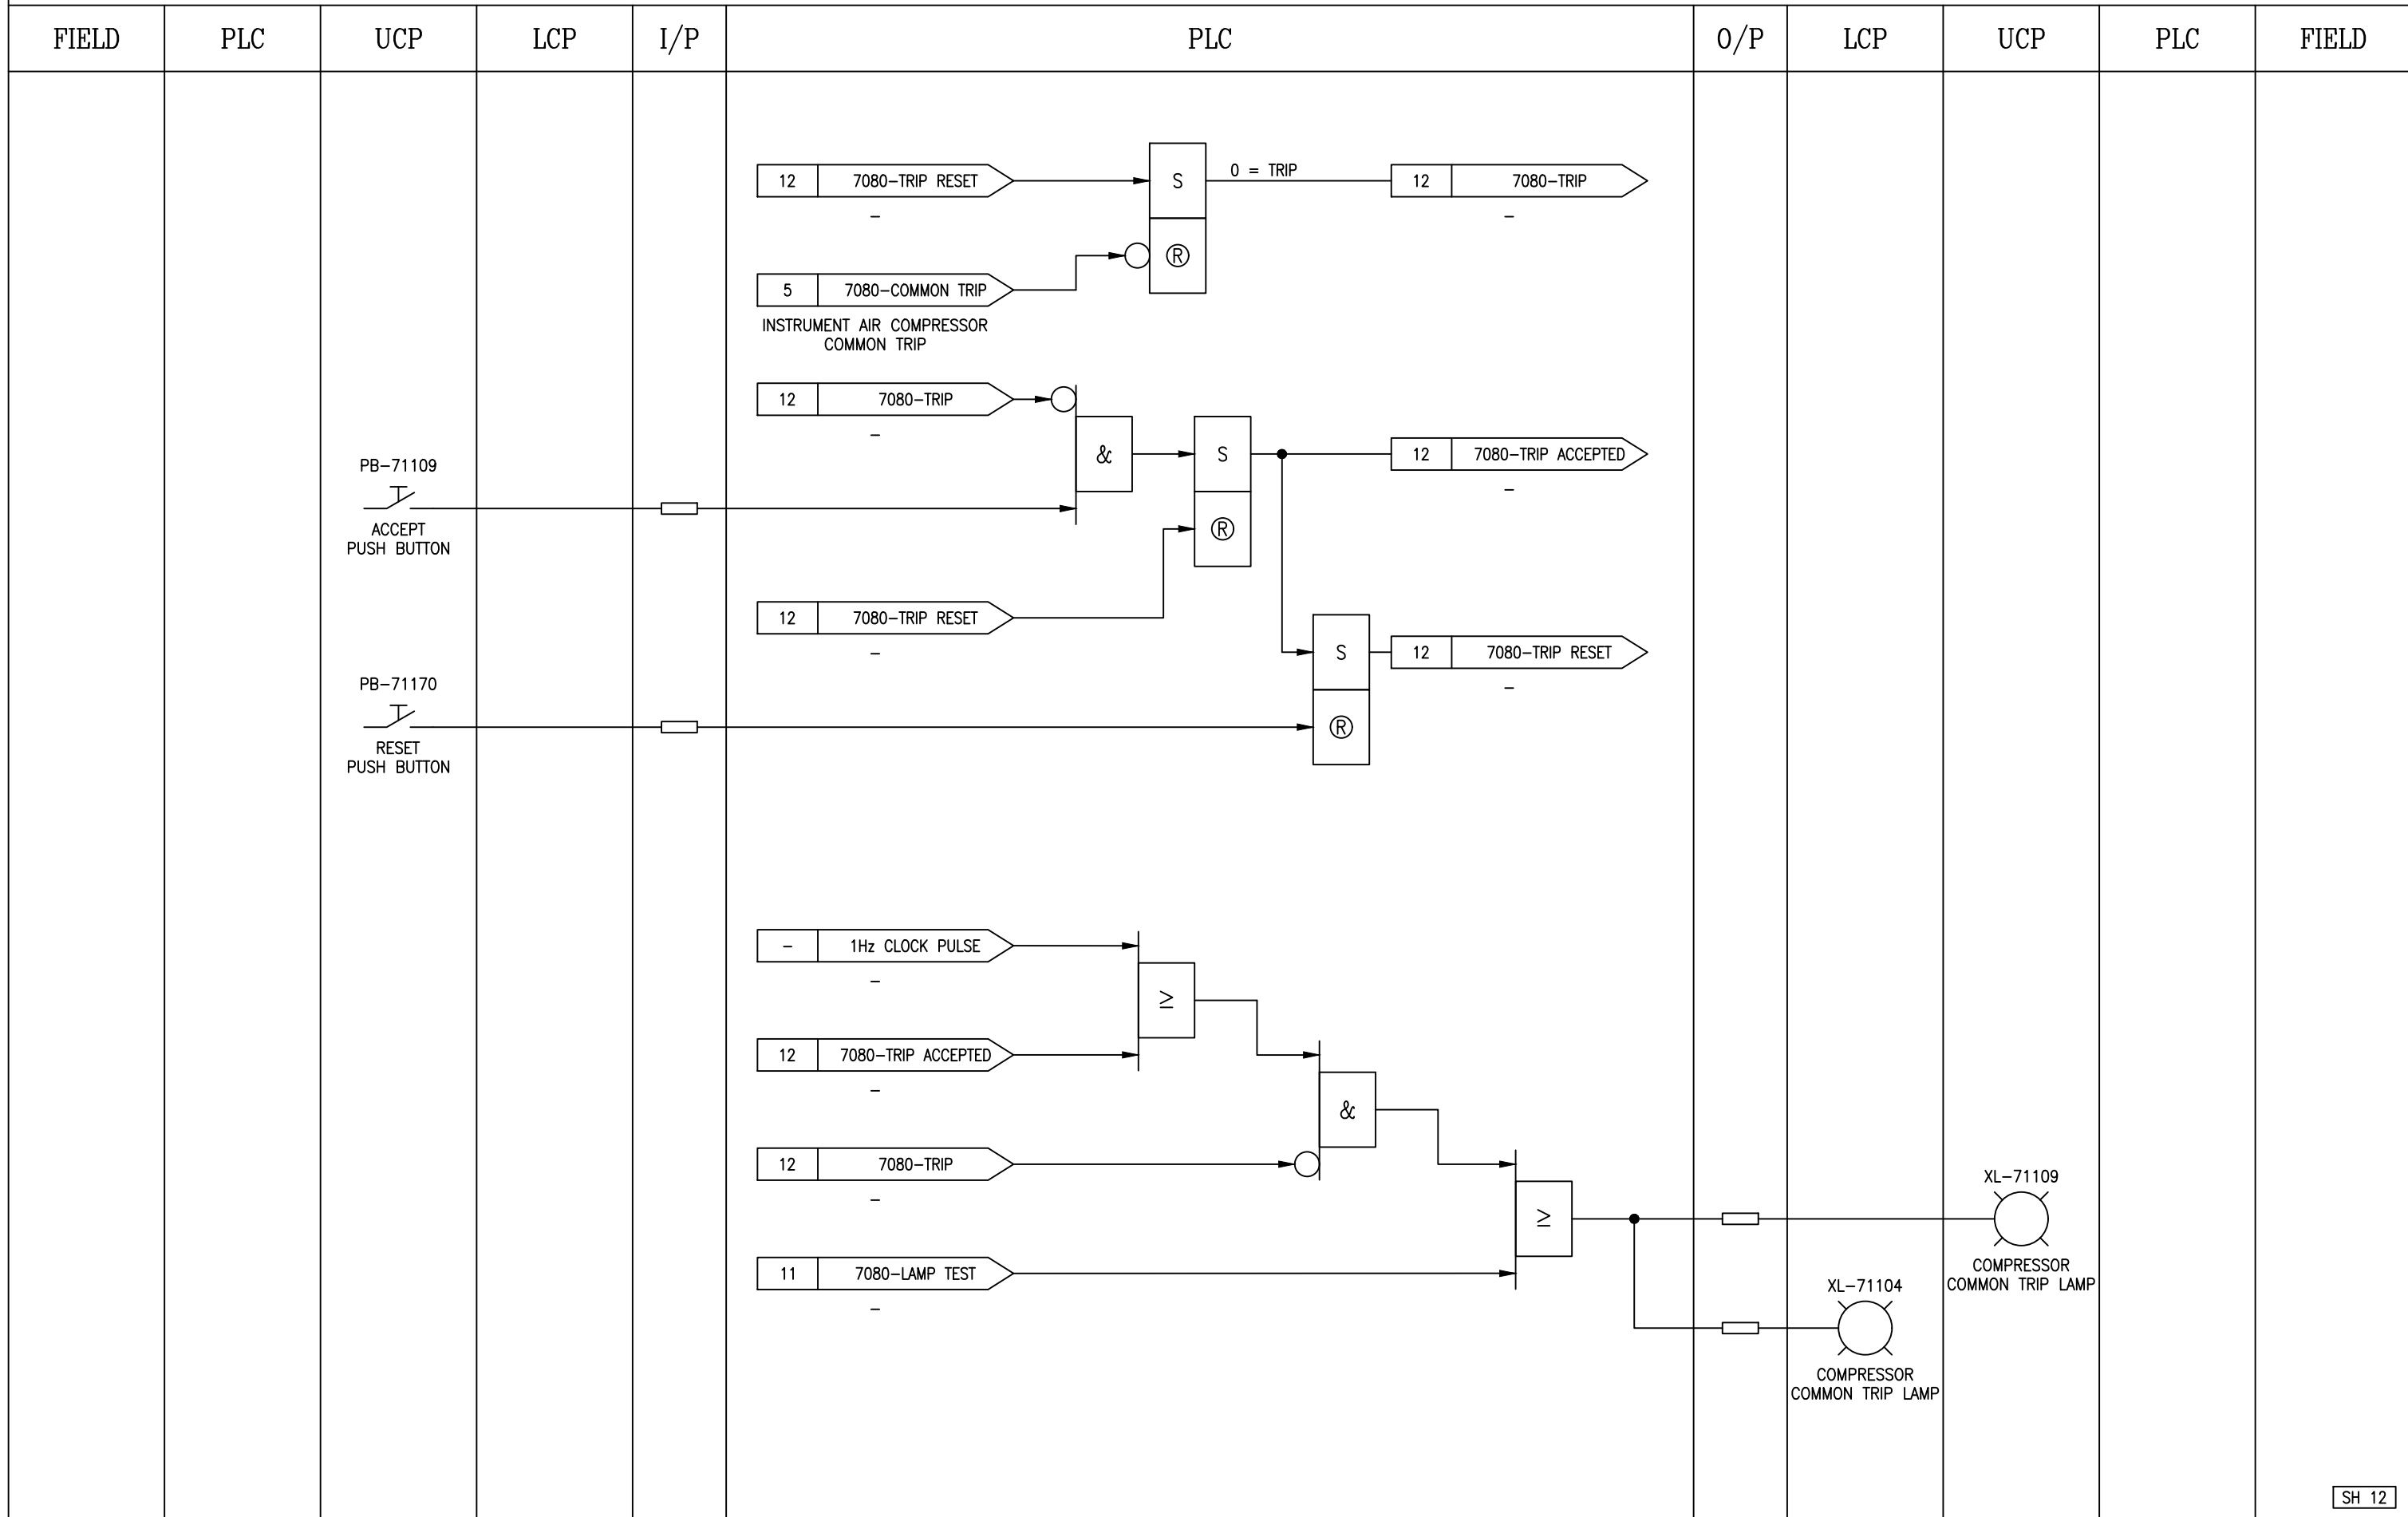 FIELD PLC UCP LCP I/P PLC O/P LCP UCP PLC FIELD
12 7080-TRIP RESET
-
S
Ⓡ
0 = TRIP
12 7080-TRIP
-
5 7080-COMMON TRIP
INSTRUMENT AIR COMPRESSOR
COMMON TRIP
12 7080-TRIP
-
PB-71109
ACCEPT
PUSH BUTTON
&
S
Ⓡ
12 7080-TRIP ACCEPTED
-
12 7080-TRIP RESET
-
PB-71170
RESET
PUSH BUTTON
S
Ⓡ
12 7080-TRIP RESET
-
- 1Hz CLOCK PULSE
-
≥
12 7080-TRIP ACCEPTED
-
&
12 7080-TRIP
-
≥
11 7080-LAMP TEST
-
XL-71109
COMPRESSOR
COMMON TRIP LAMP
XL-71104
COMPRESSOR
COMMON TRIP LAMP
SH 12